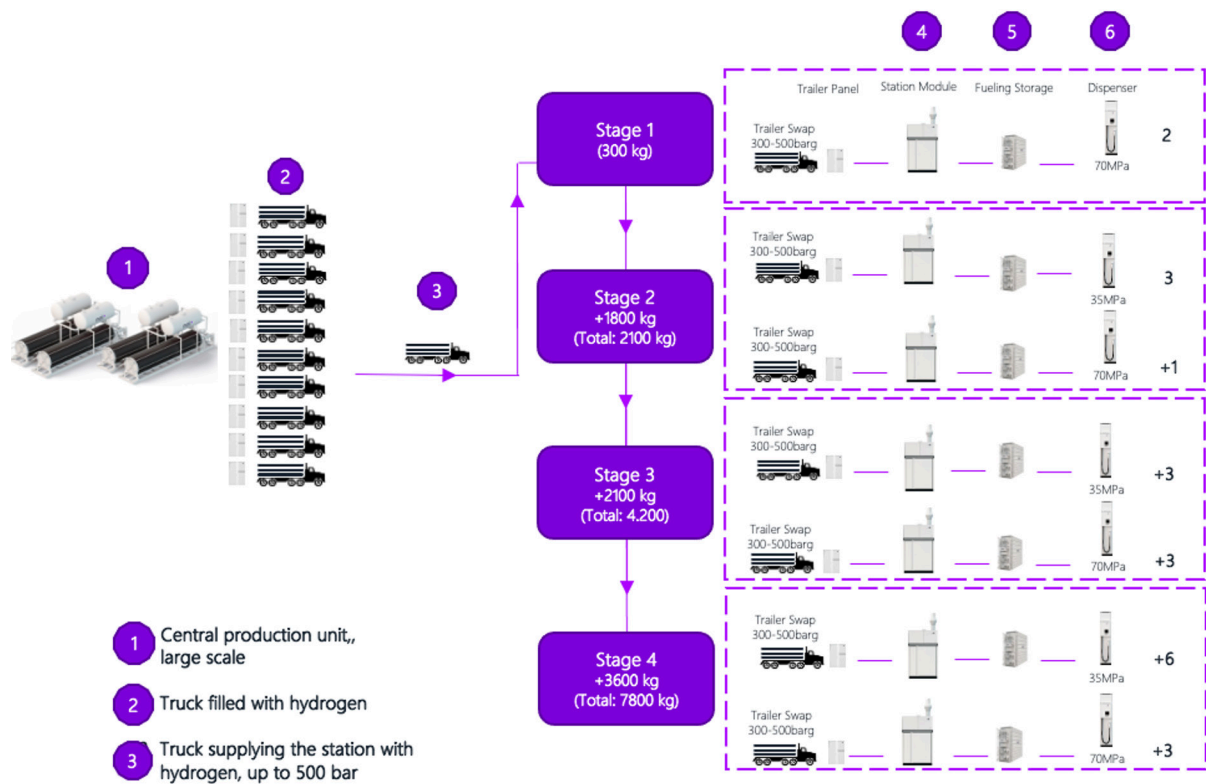 4
5
6
Trailer Panel
Station Module
Fueling Storage
Dispenser
Stage 1
(300 kg)
Trailer Swap
300-500barg
2
70MPa
2
Trailer Swap
300-500barg
3
35MPa
1
3
Stage 2
+1800 kg
(Total: 2100 kg)
Trailer Swap
300-500barg
+1
70MPa
Trailer Swap
300-500barg
+3
35MPa
Stage 3
+2100 kg
(Total: 4.200)
Trailer Swap
300-500barg
+3
70MPa
Trailer Swap
300-500barg
+6
35MPa
Stage 4
+3600 kg
(Total: 7800 kg)
Trailer Swap
300-500barg
+3
70MPa
1
Central production unit,,
large scale
2
Truck filled with hydrogen
3
Truck supplying the station with
hydrogen, up to 500 bar